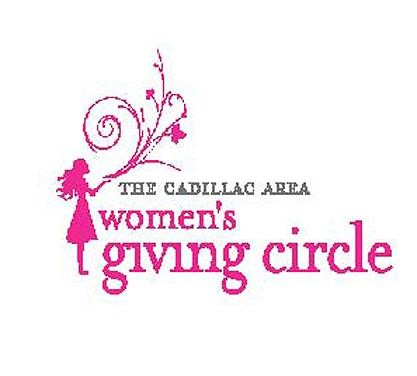 THE CADILLAC AREA
women's
giving circle